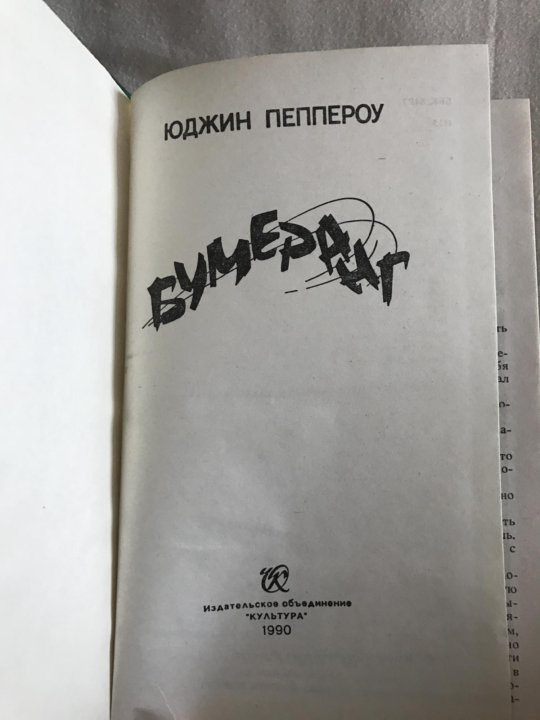 ЮДЖИН ПЕППЕРОУ
БУМЕРАНГ
Издательское объединение
"КУЛЬТУРА"
1990